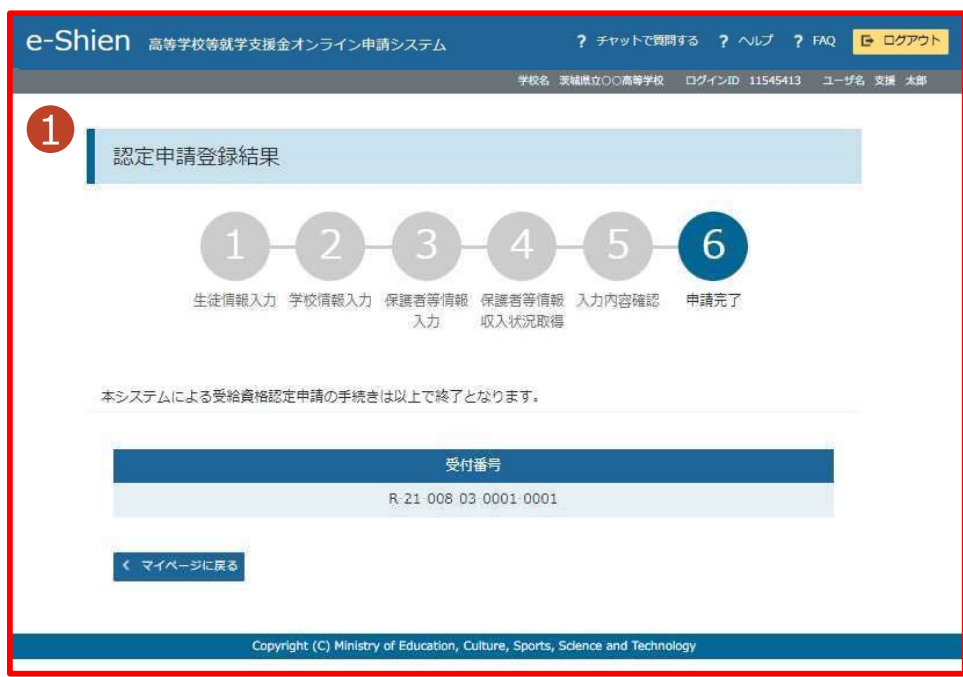 e-Shien 高等学校等就学支援金オンライン申請システム ? チャットで質問する ? ヘルプ ? FAQ ログアウト
学校名 茨城県立〇〇高等学校 ログインID 11545413 ユーザ名 支援 太郎
1
認定申請登録結果
1 2 3 4 5 6
生徒情報入力 学校情報入力 保護者等情報 保護者等情報 入力内容確認 申請完了
入力 収入状況取得
本システムによる受給資格認定申請の手続きは以上で終了となります。
受付番号
R-21-008-03-0001-0001
マイページに戻る
Copyright (C) Ministry of Education, Culture, Sports, Science and Technology